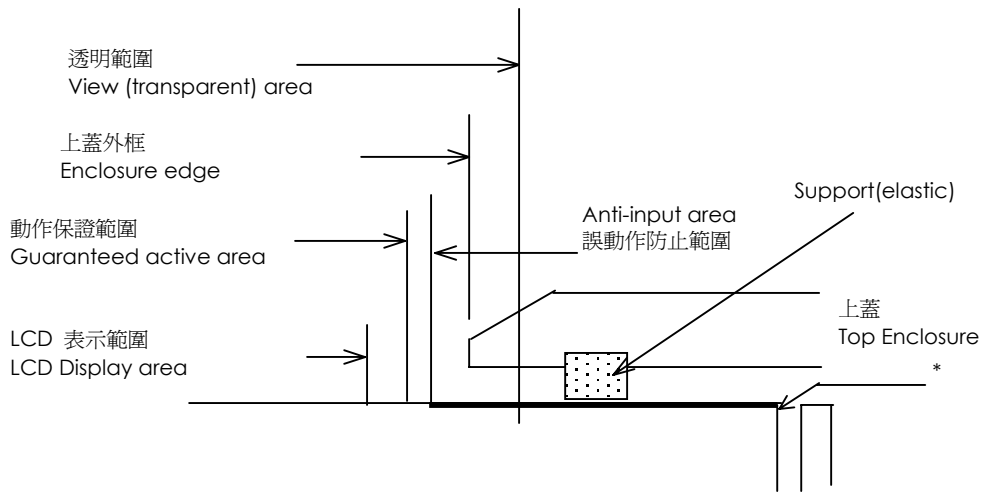 透明範圍
View (transparent) area
上蓋外框
Enclosure edge
Support(elastic)
動作保證範圍
Guaranteed active area
Anti-input area
誤動作防止範圍
LCD 表示範圍
LCD Display area
上蓋
Top Enclosure
*